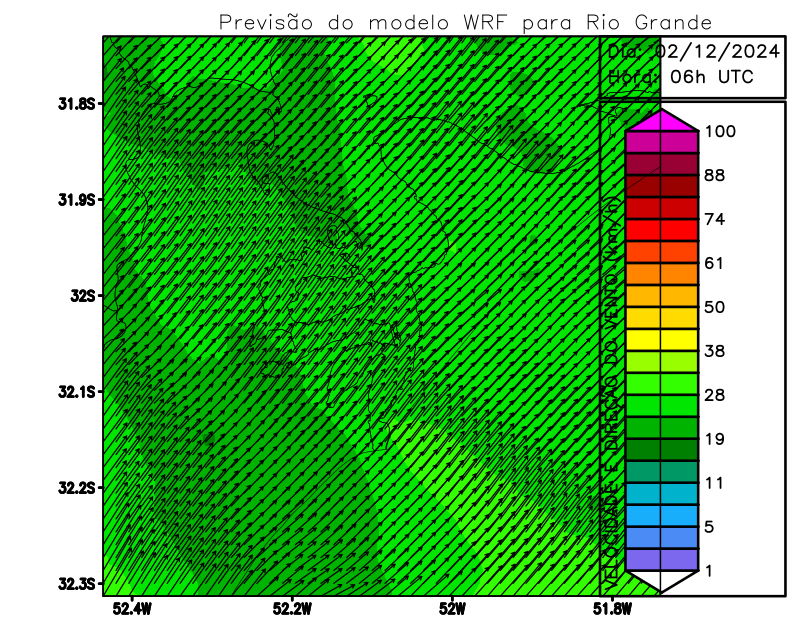 Previsão do modelo WRF para Rio Grande
Dia: 02/12/2024
Hora: 06h UTC
31.8S
31.9S
32S
32.1S
32.2S
32.3S
52.4W
52.2W
52W
51.8W
VELOCIDADE E DIREÇÃO DO VENTO (km/h)
100
88
74
61
50
38
28
19
11
5
1